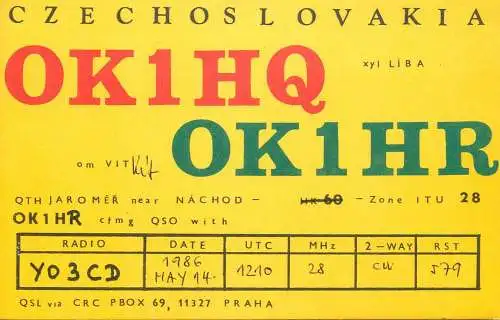 CZECHOSLOVAKIA
OK1HQ
xyl LÍBA
OK1HR
om VIT Vít
QTH JAROMĚŘ near NÁCHOD - HK 60 - Zone ITU 28
OK1HR cfmg QSO with
RADIO DATE UTC MHz 2-WAY RST
YO3CD 1986 MAY 14. 1210 28 CW 579
QSL via CRC PBOX 69, 11327 PRAHA